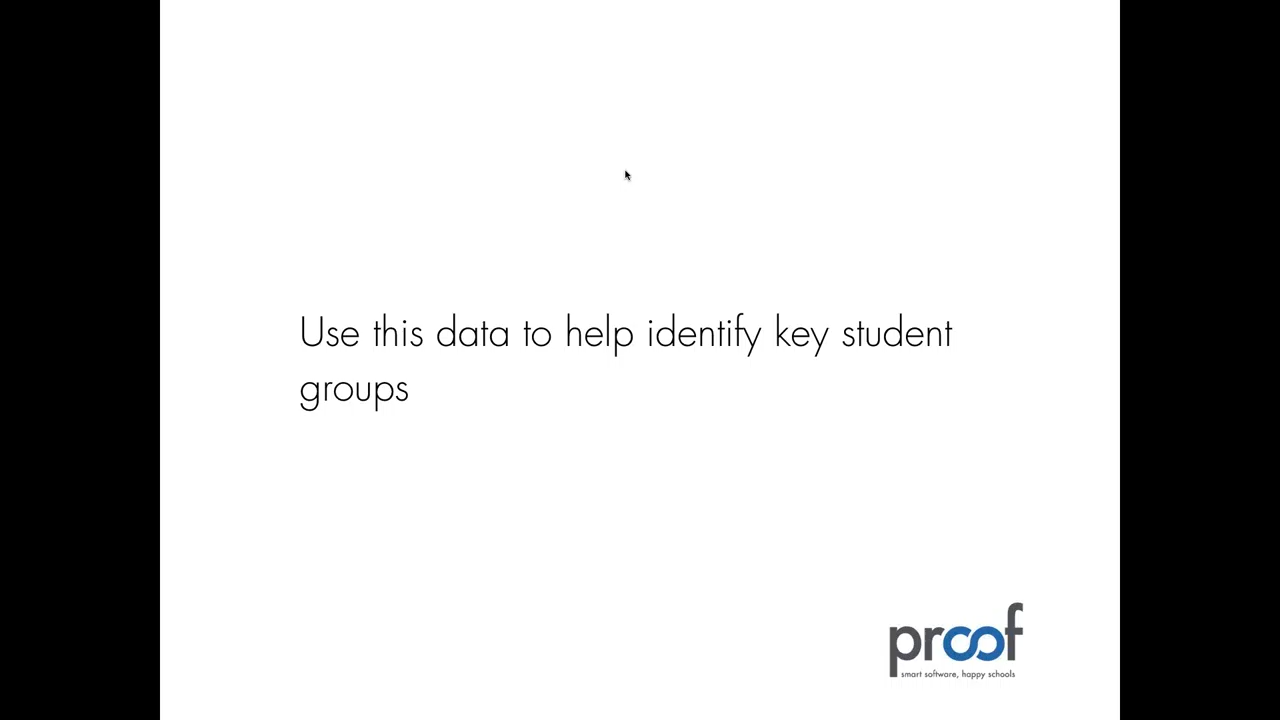 Use this data to help identify key student
groups
proof
smart software, happy schools